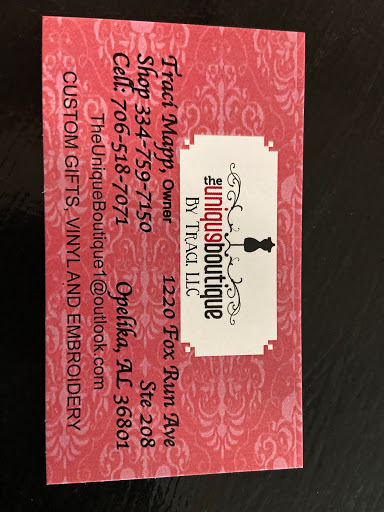 the uniqueboutique
BY TRACI, LLC
Traci Mapp, Owner
1220 Fox Run Ave
Shop 334-759-7150
Ste 208
Cell: 706-518-7071
Opelika, AL 36801
TheUniqueBoutique1@outlook.com
CUSTOM GIFTS, VINYL AND EMBROIDERY